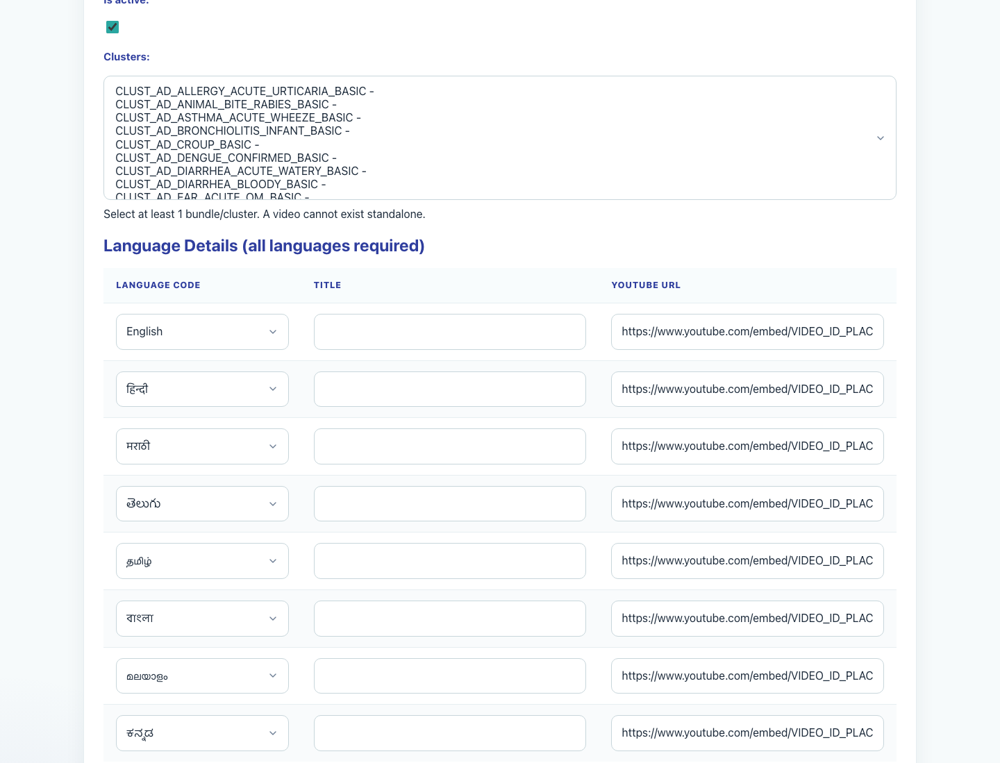 Is active:
Clusters:
CLUST_AD_ALLERGY_ACUTE_URTICARIA_BASIC -
CLUST_AD_ANIMAL_BITE_RABIES_BASIC -
CLUST_AD_ASTHMA_ACUTE_WHEEZE_BASIC -
CLUST_AD_BRONCHIOLITIS_INFANT_BASIC -
CLUST_AD_CROUP_BASIC -
CLUST_AD_DENGUE_CONFIRMED_BASIC -
CLUST_AD_DIARRHEA_ACUTE_WATERY_BASIC -
CLUST_AD_DIARRHEA_BLOODY_BASIC -
CLUST_AD_EAR_ACUTE_OM_BASIC -
Select at least 1 bundle/cluster. A video cannot exist standalone.
Language Details (all languages required)
LANGUAGE CODE TITLE YOUTUBE URL
English https://www.youtube.com/embed/VIDEO_ID_PLAC
हिन्दी https://www.youtube.com/embed/VIDEO_ID_PLAC
मराठी https://www.youtube.com/embed/VIDEO_ID_PLAC
తెలుగు https://www.youtube.com/embed/VIDEO_ID_PLAC
தமிழ் https://www.youtube.com/embed/VIDEO_ID_PLAC
বাংলা https://www.youtube.com/embed/VIDEO_ID_PLAC
മലയാളം https://www.youtube.com/embed/VIDEO_ID_PLAC
ಕನ್ನಡ https://www.youtube.com/embed/VIDEO_ID_PLAC